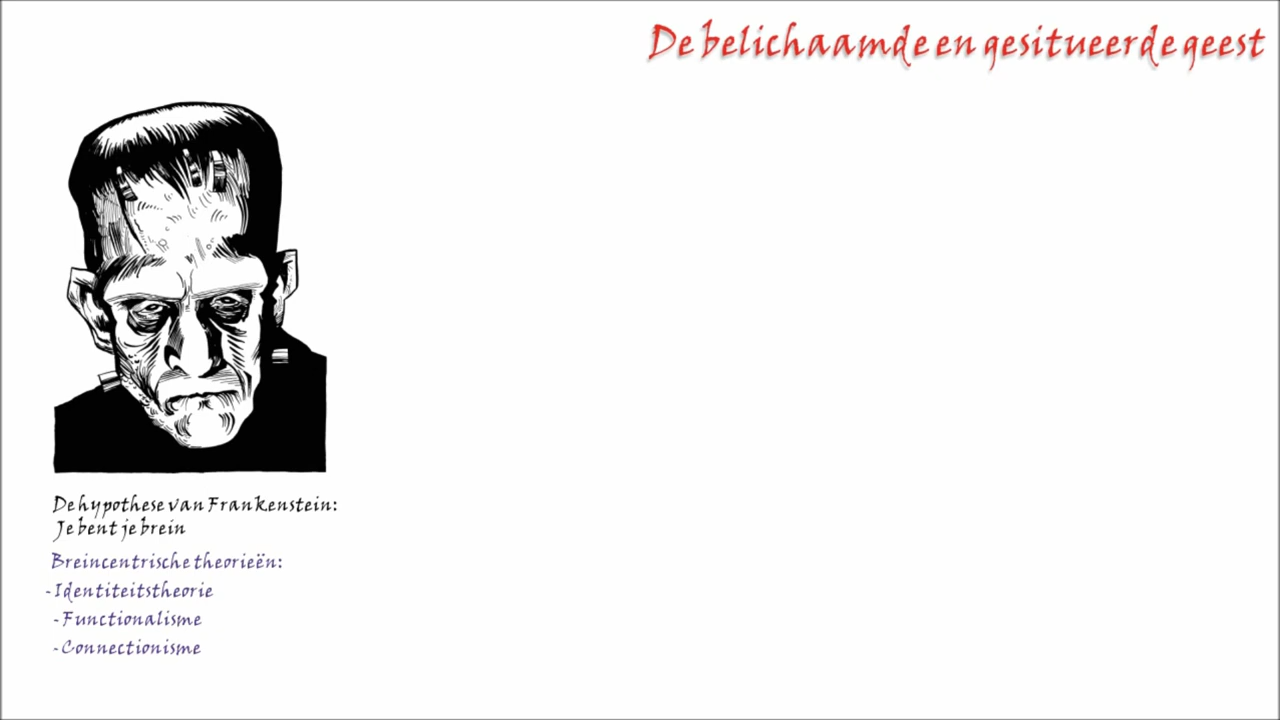 De belichaamde en gesitueerde geest
De hypothese van Frankenstein:
Je bent je brein
Breincentrische theorieën:
-Identiteitstheorie
-Functionalisme
-Connectionisme